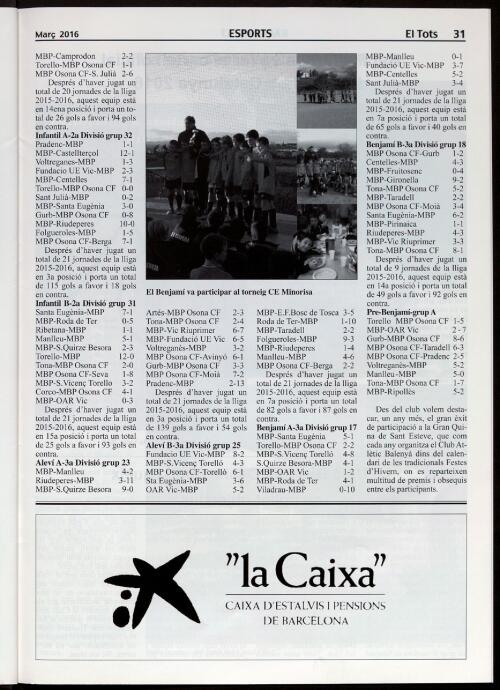 Març 2016
ESPORTS
El Tots 31
MBP-Camprodon 2-2
Torello-MBP Osona CF 1-1
MBP Osona CF-S. Julià 2-6
Després d'haver jugat un
total de 20 jornades de la lliga
2015-2016, aquest equip està
en 14ena posició i porta un to-
tal de 26 gols a favor i 94 gols
en contra.
Infantil A-2a Divisió grup 32
Pradenc-MBP 1-1
MBP-Castellterçol 12-1
Voltreganès-MBP 1-3
Fundacio UE Vic-MBP 2-3
MBP-Centelles 7-1
Torello-MBP Osona CF 0-0
Sant Julià-MBP 0-2
MBP-Santa Eugènia 3-0
Gurb-MBP Osona CF 0-8
MBP-Riudeperes 10-0
Folgueroles-MBP 1-5
MBP Osona CF-Berga 7-1
Després d'haver jugat un
total de 21 jornades de la lliga
2015-2016, aquest equip està
en 3a posició i porta un total
de 115 gols a favor i 18 gols
en contra.
Infantil B-2a Divisió grup 31
Santa Eugènia-MBP 7-1
MBP-Roda de Ter 0-5
Ribetana-MBP 1-1
Manlleu-MBP 5-1
MBP-S.Quirze Besora 2-3
Torello-MBP 12-0
Tona-MBP Osona CF 2-0
MBP Osona CF-Seva 1-8
MBP-S.Vicenç Torello 3-2
Corco-MBP Osona CF 4-1
MBP-OAR Vic 0-3
Després d'haver jugat un
total de 21 jornades de la lliga
2015-2016, aquest equip està
en 15a posició i porta un total
de 25 gols a favor i 93 gols en
contra.
Aleví A-3a Divisió grup 23
MBP-Manlleu 4-2
Riudeperes-MBP 3-11
MBP-S.Quirze Besora 9-0
El Benjamí va participar al torneig CE Minorisa
Artés-MBP Osona CF 2-3
Tona-MBP Osona CF 2-4
MBP-Vic Riuprimer 6-7
MBP-Fundació UE Vic 6-5
Voltreganès-MBP 3-2
MBP Osona CF-Avinyó 6-1
Gurb-MBP Osona CF 3-3
MBP Osona CF-Moià 7-2
Pradenc-MBP 2-13
Després d'haver jugat un
total de 21 jornades de la lliga
2015-2016, aquest equip està
en 3a posició i porta un total
de 139 gols a favor i 54 gols
en contra.
Aleví B-3a Divisió grup 25
Fundacio UE Vic-MBP 8-2
MBP-S.Vicenç Torelló 4-3
MBP Osona CF-Torelló 6-1
Sta Eugènia-MBP 3-6
OAR Vic-MBP 5-2
MBP-E.F.Bosc de Tosca 3-5
Roda de Ter-MBP 1-10
MBP-Taradell 2-2
Folgueroles-MBP 9-3
MBP-Riudeperes 1-4
Manlleu-MBP 4-6
MBP Osona CF-Berga 2-2
Després d'haver jugat un
total de 21 jornades de la lliga
2015-2016, aquest equip està
en 7a posició i porta un total
de 82 gols a favor i 87 gols en
contra.
Benjamí A-3a Divisió grup 17
MBP-Santa Eugènia 5-1
Torello-MBP Osona CF 2-2
MBP-S.Vicenç Torelló 4-8
S.Quirze Besora-MBP 4-1
MBP-OAR Vic 1-2
MBP-Roda de Ter 4-1
Viladrau-MBP 0-10
MBP-Manlleu 0-1
Fundació UE Vic-MBP 3-7
MBP-Centelles 5-2
Sant Julià-MBP 3-4
Després d'haver jugat un
total de 21 jornades de la lliga
2015-2016, aquest equip està
en 7a posició i porta un total
de 65 gols a favor i 40 gols en
contra.
Benjamí B-3a Divisió grup 18
MBP Osona CF-Gurb 1-2
Centelles-MBP 4-3
MBP-Fruitosenc 0-4
MBP-Gironella 9-2
Tona-MBP Osona CF 5-2
MBP-Taradell 2-2
MBP Osona CF-Moià 3-4
Santa Eugènia-MBP 6-2
MBP-Pirinaica 1-1
Riudeperes-MBP 4-3
MBP-Vic Riuprimer 3-3
Tona-MBP Osona CF 8-1
Després d'haver jugat un
total de 9 jornades de la lliga
2015-2016, aquest equip està
en 14a posició i porta un total
de 49 gols a favor i 92 gols en
contra.
Pre-Benjamí-grup A
Torello MBP Osona CF 1-5
MBP-OAR Vic 2-7
Gurb-MBP Osona CF 8-6
MBP Osona CF-Taradell 6-3
MBP Osona CF-Pradenc 2-5
Voltreganès-MBP 5-2
Manlleu-MBP 5-0
Tona-MBP Osona CF 1-7
MBP-Ripollès 5-2
Des del club volem desta-
car, un any més, el gran èxit
de participació a la Gran Qui-
na de Sant Esteve, que com
cada any organitza el Club At-
lètic Balenyà dins del calen-
dari de les tradicionals Festes
d'Hivern, on es reparteixen
multitud de premis i obsequis
entre els participants.
"la Caixa"
CAIXA D'ESTALVIS I PENSIONS
DE BARCELONA